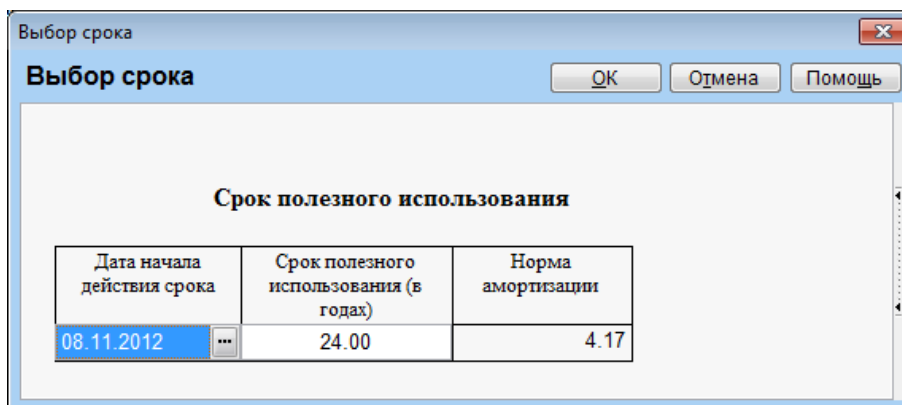 Выбор срока
Выбор срока
ОК
Отмена
Помощь
Срок полезного использования
Дата начала
действия срока
Срок полезного
использования (в
годах)
Норма
амортизации
08.11.2012
...
24.00
4.17